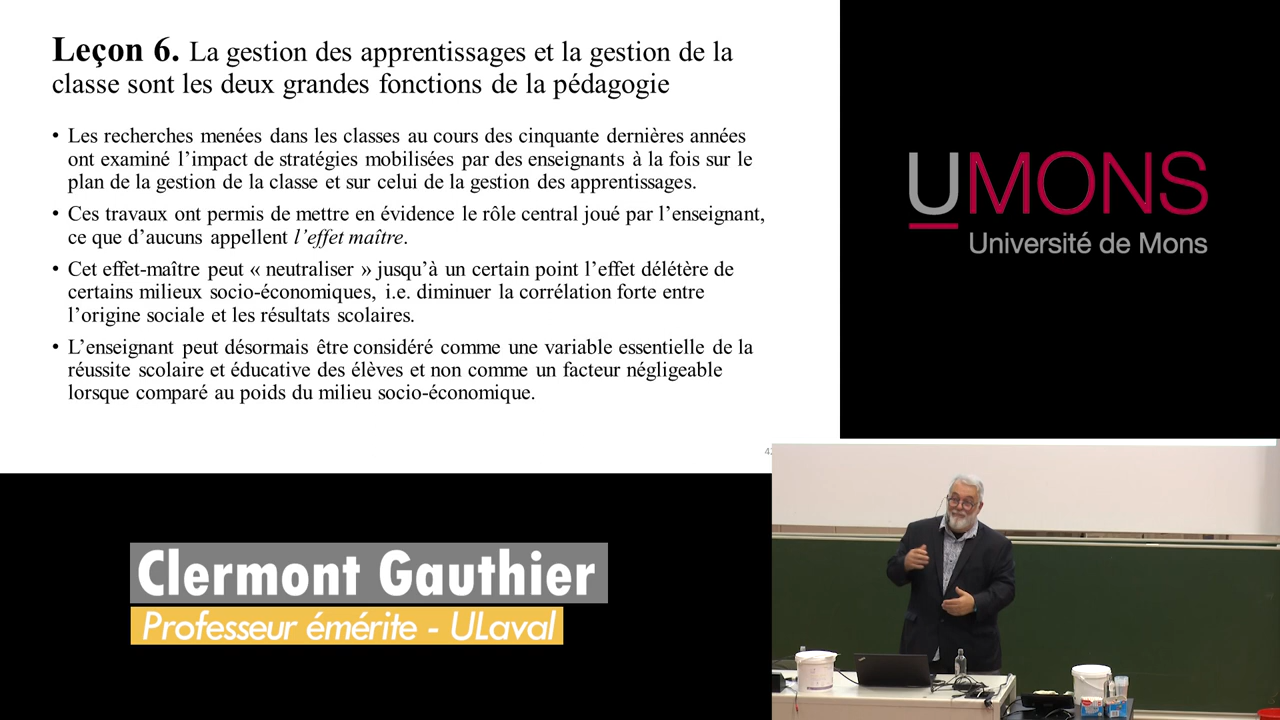 Leçon 6. La gestion des apprentissages et la gestion de la
classe sont les deux grandes fonctions de la pédagogie
• Les recherches menées dans les classes au cours des cinquante dernières années
ont examiné l’impact de stratégies mobilisées par des enseignants à la fois sur le
plan de la gestion de la classe et sur celui de la gestion des apprentissages.
• Ces travaux ont permis de mettre en évidence le rôle central joué par l’enseignant,
ce que d’aucuns appellent l’effet maître.
• Cet effet-maître peut « neutraliser » jusqu’à un certain point l’effet délétère de
certains milieux socio-économiques, i.e. diminuer la corrélation forte entre
l’origine sociale et les résultats scolaires.
• L’enseignant peut désormais être considéré comme une variable essentielle de la
réussite scolaire et éducative des élèves et non comme un facteur négligeable
lorsque comparé au poids du milieu socio-économique.
UMONS
Université de Mons
Clermont Gauthier
Professeur émérite - ULaval